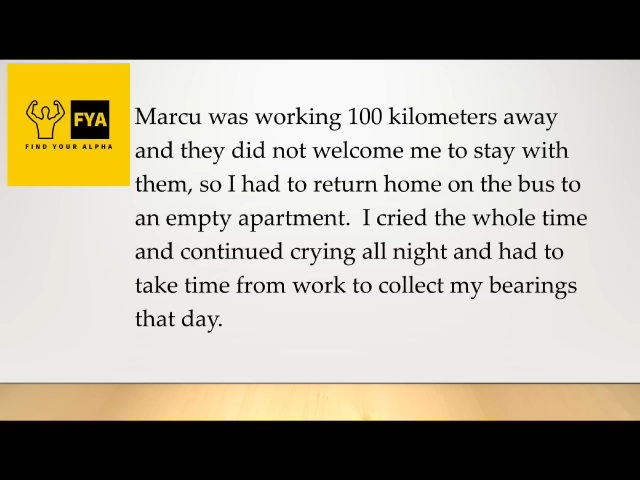 FYA
FIND YOUR ALPHA
Marcu was working 100 kilometers away
and they did not welcome me to stay with
them, so I had to return home on the bus to
an empty apartment.  I cried the whole time
and continued crying all night and had to
take time from work to collect my bearings
that day.